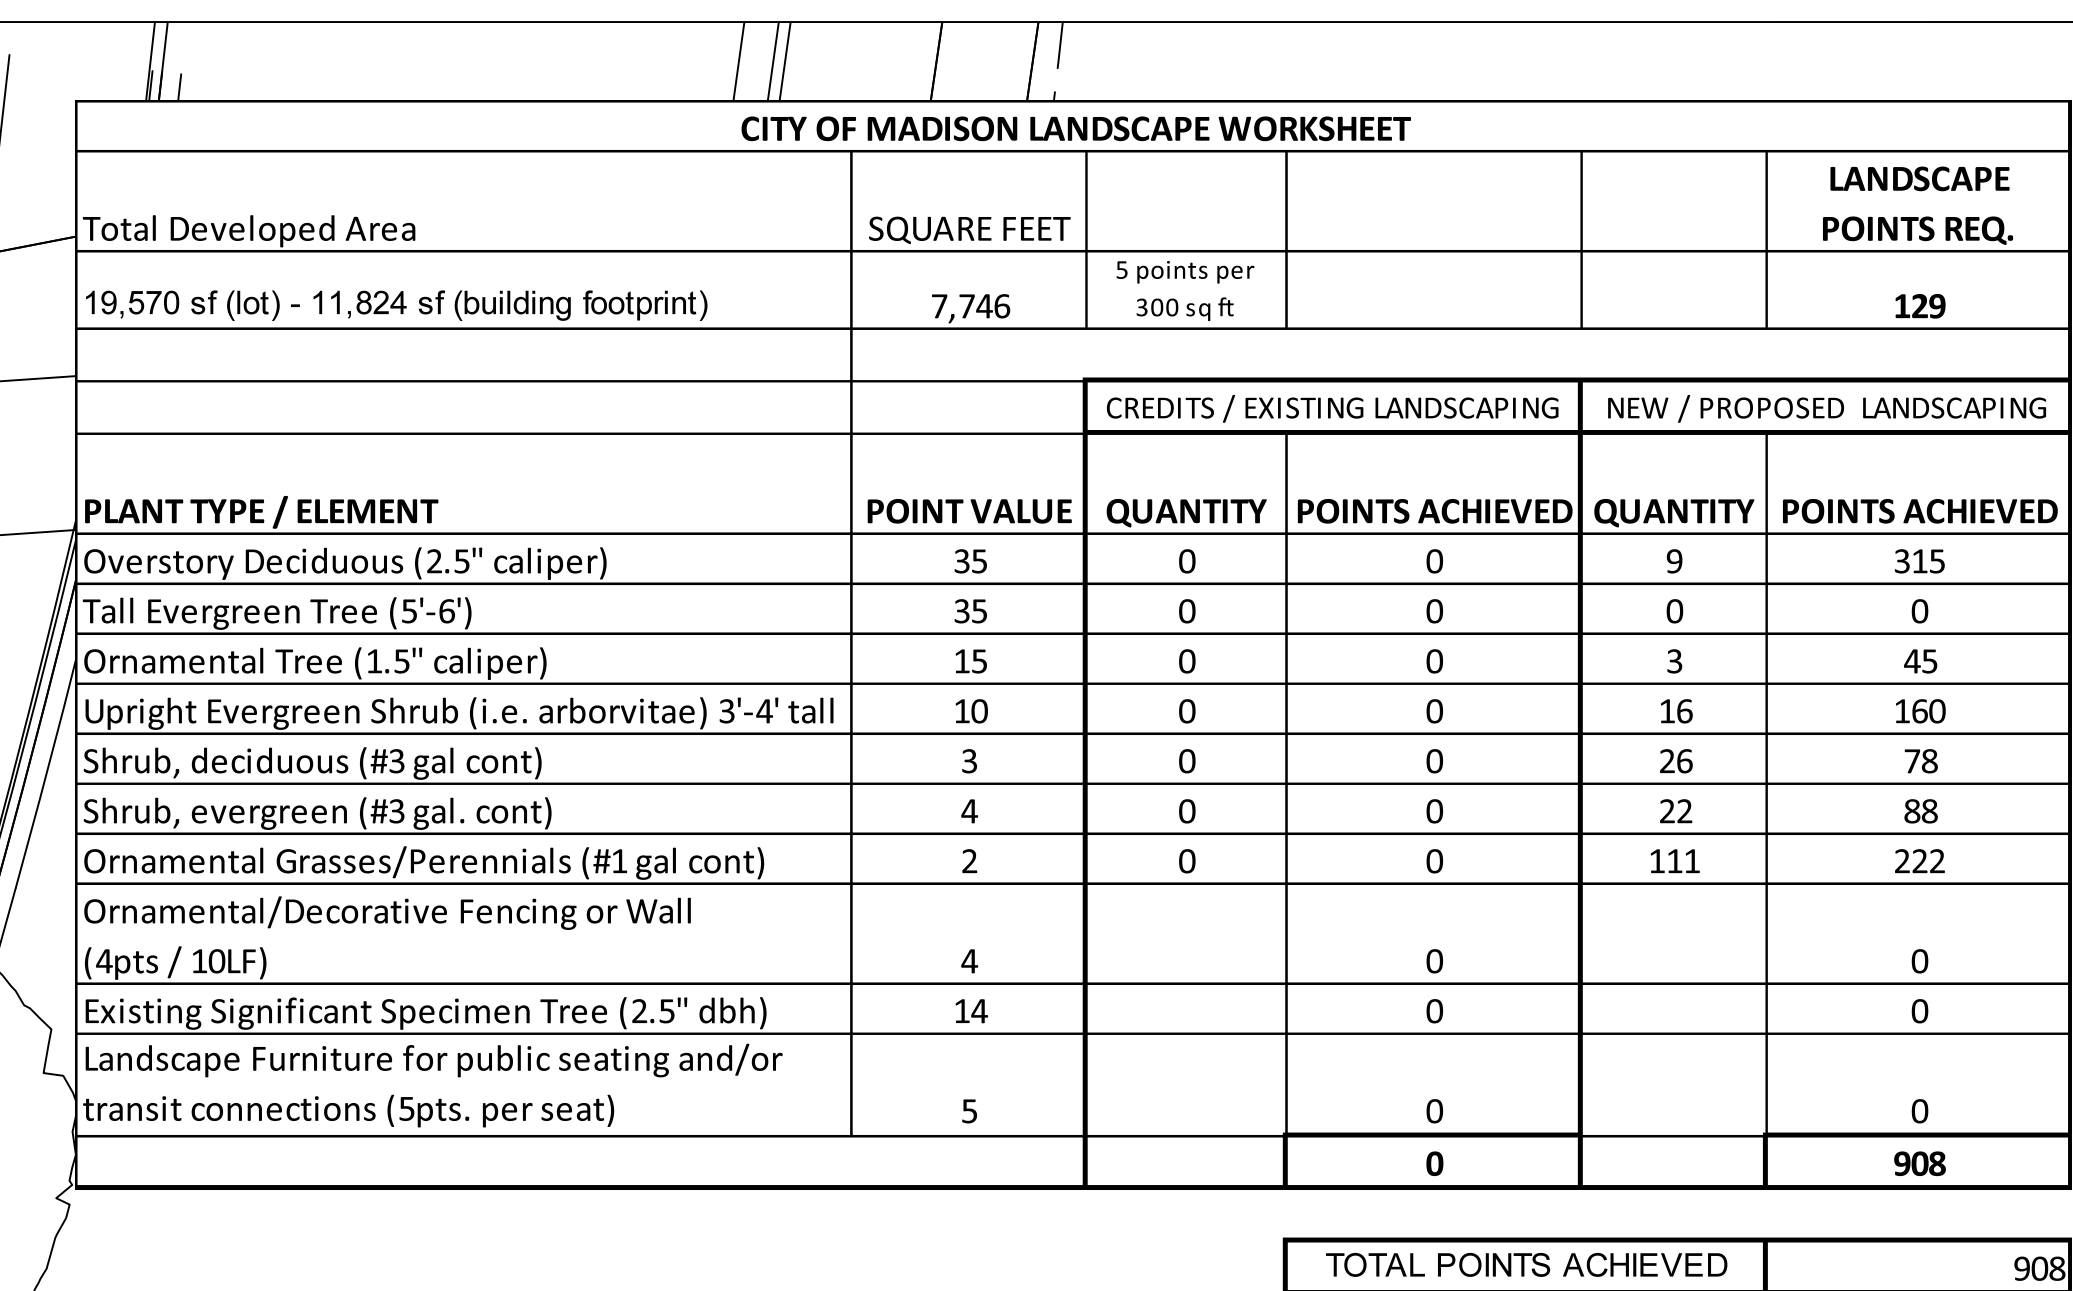 CITY OF MADISON LANDSCAPE WORKSHEET
LANDSCAPE
Total Developed Area SQUARE FEET POINTS REQ.
5 points per
19,570 sf (lot) - 11,824 sf (building footprint) 7,746 300 sq ft 129
CREDITS / EXISTING LANDSCAPING NEW / PROPOSED LANDSCAPING
PLANT TYPE / ELEMENT POINT VALUE QUANTITY POINTS ACHIEVED QUANTITY POINTS ACHIEVED
Overstory Deciduous (2.5" caliper) 35 0 0 9 315
Tall Evergreen Tree (5'-6') 35 0 0 0 0
Ornamental Tree (1.5" caliper) 15 0 0 3 45
Upright Evergreen Shrub (i.e. arborvitae) 3'-4' tall 10 0 0 16 160
Shrub, deciduous (#3 gal cont) 3 0 0 26 78
Shrub, evergreen (#3 gal. cont) 4 0 0 22 88
Ornamental Grasses/Perennials (#1 gal cont) 2 0 0 111 222
Ornamental/Decorative Fencing or Wall
(4pts / 10LF) 4 0 0
Existing Significant Specimen Tree (2.5" dbh) 14 0 0
Landscape Furniture for public seating and/or
transit connections (5pts. per seat) 5 0 0
0 908
TOTAL POINTS ACHIEVED 908